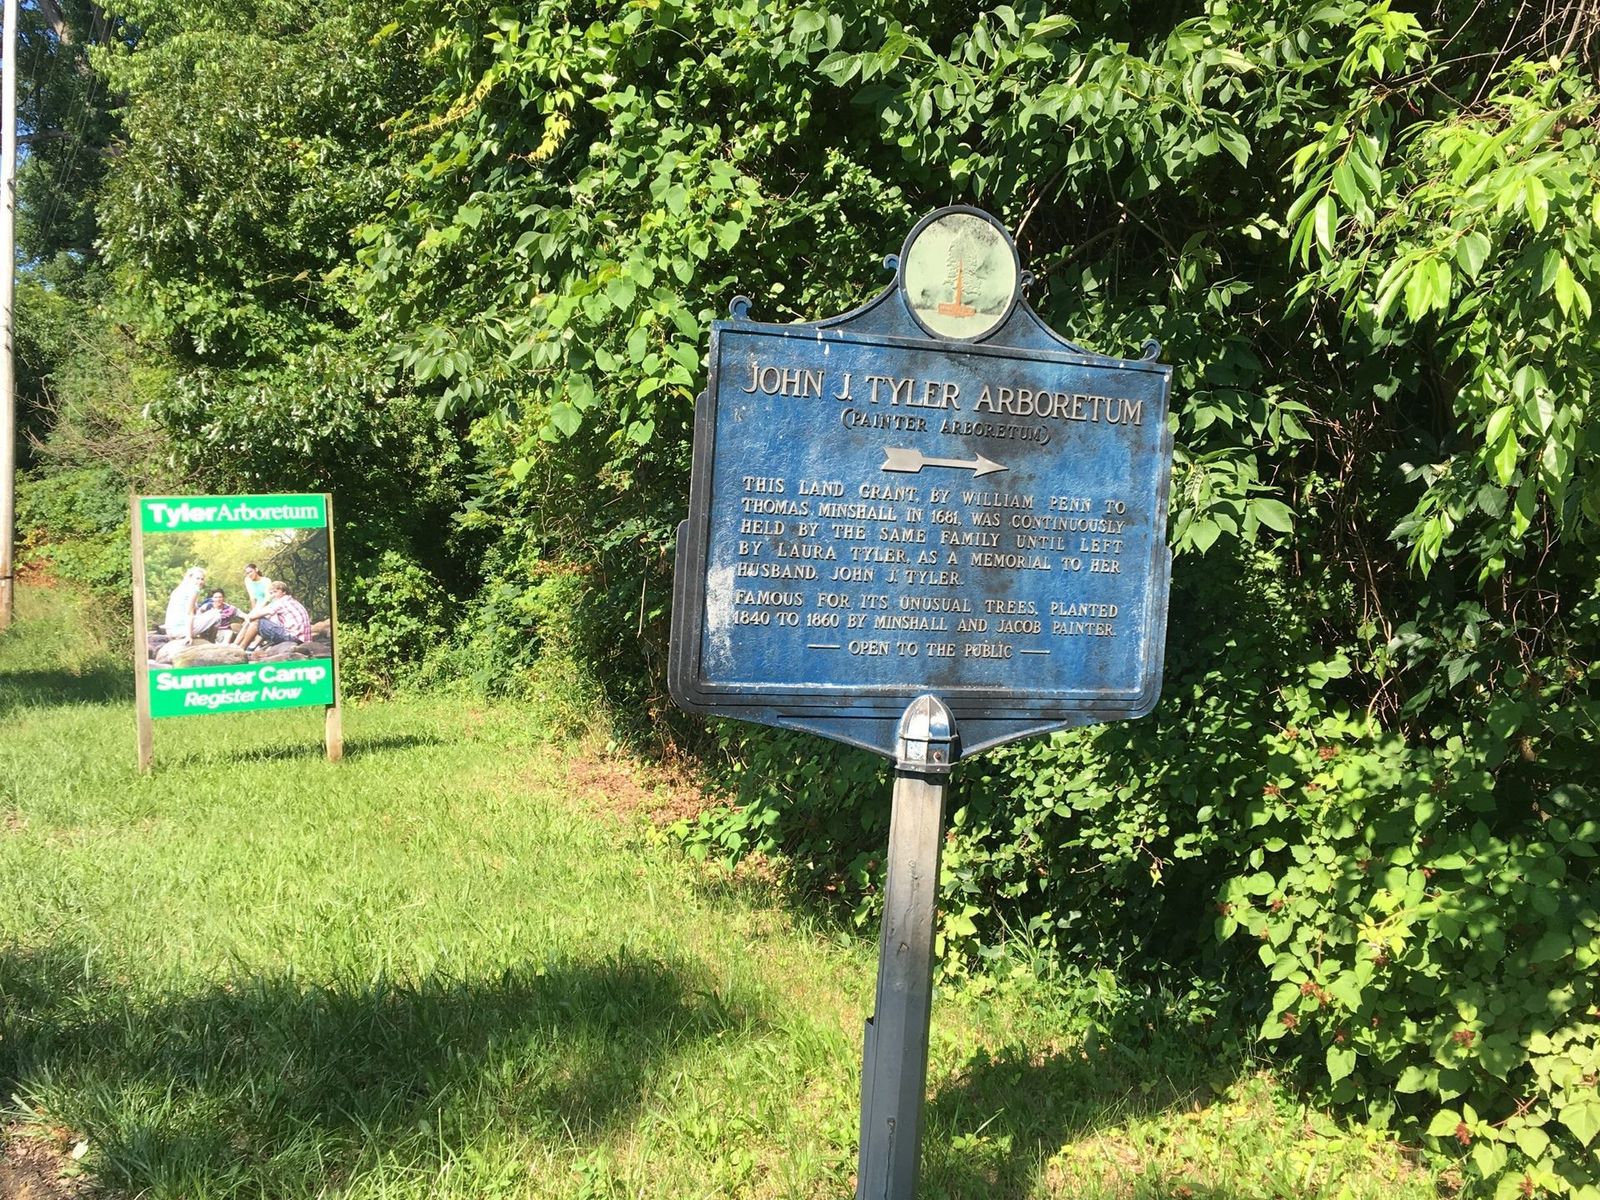 JOHN J. TYLER ARBORETUM
(PAINTER ARBORETUM)
THIS LAND GRANT, BY WILLIAM PENN TO
THOMAS MINSHALL IN 1681, WAS CONTINUOUSLY
HELD BY THE SAME FAMILY UNTIL LEFT
BY LAURA TYLER, AS A MEMORIAL TO HER
HUSBAND, JOHN J. TYLER.
FAMOUS FOR ITS UNUSUAL TREES, PLANTED
1840 TO 1860 BY MINSHALL AND JACOB PAINTER.
— OPEN TO THE PUBLIC —
TylerArboretum
Summer Camp
Register Now